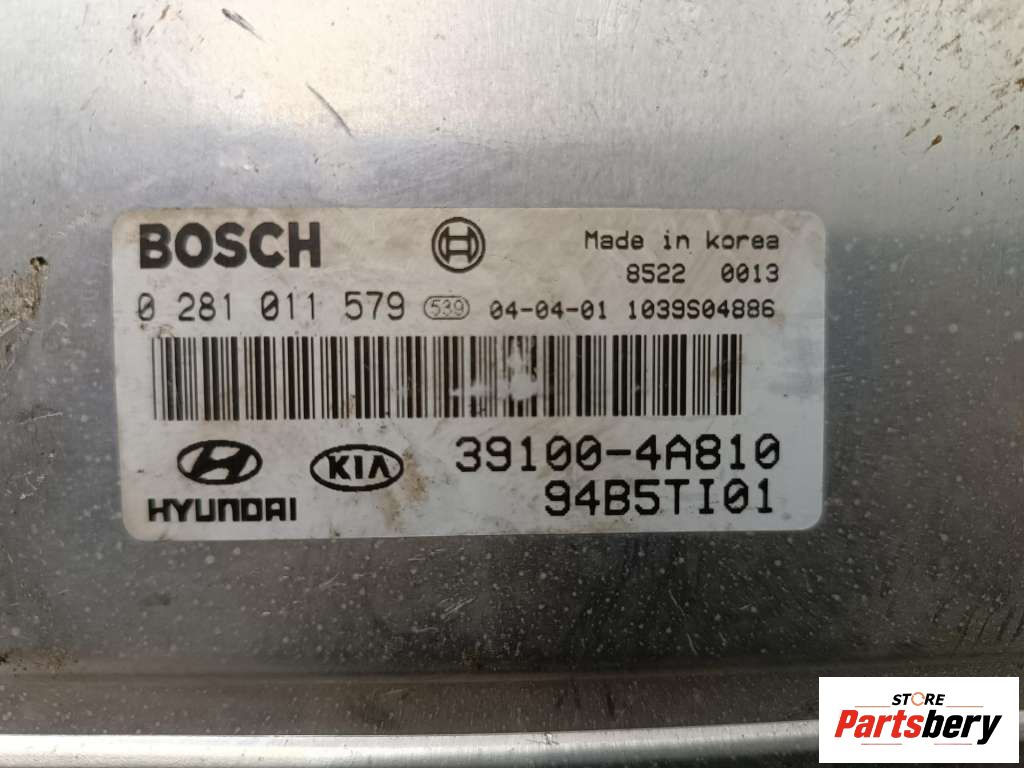 BOSCH Made in korea
8522 0013
0 281 011 579 539 04-04-01 1039S04886
KIA 39100-4A810
HYUNDAI 94B5TI01
STORE
Partsbery